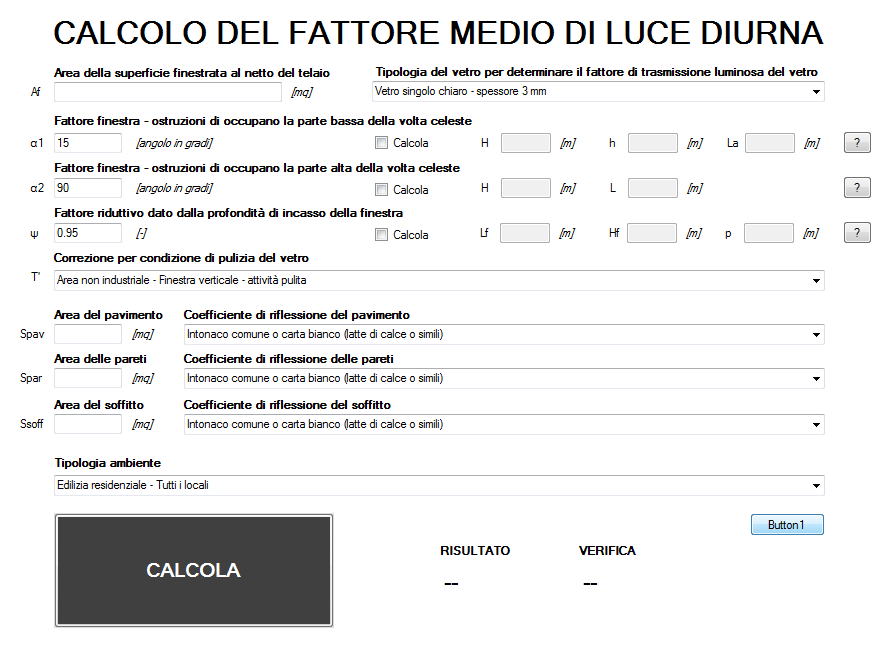 CALCOLO DEL FATTORE MEDIO DI LUCE DIURNA
Area della superficie finestrata al netto del telaio
Tipologia del vetro per determinare il fattore di trasmissione luminosa del vetro
Af [mq] Vetro singolo chiaro - spessore 3 mm
Fattore finestra - ostruzioni di occupano la parte bassa della volta celeste
α1 15 [angolo in gradi] Calcola H [m] h [m] La [m] ?
Fattore finestra - ostruzioni di occupano la parte alta della volta celeste
α2 90 [angolo in gradi] Calcola H [m] L [m] ?
Fattore riduttivo dato dalla profondità di incasso della finestra
ψ 0.95 [-] Calcola Lf [m] Hf [m] p [m] ?
Correzione per condizione di pulizia del vetro
T' Area non industriale - Finestra verticale - attività pulita
Area del pavimento Coefficiente di riflessione del pavimento
Spav [mq] Intonaco comune o carta bianco (latte di calce o simili)
Area delle pareti Coefficiente di riflessione delle pareti
Spar [mq] Intonaco comune o carta bianco (latte di calce o simili)
Area del soffitto Coefficiente di riflessione del soffitto
Ssoff [mq] Intonaco comune o carta bianco (latte di calce o simili)
Tipologia ambiente
Edilizia residenziale - Tutti i locali
Button1
CALCOLA
RISULTATO VERIFICA
-- --